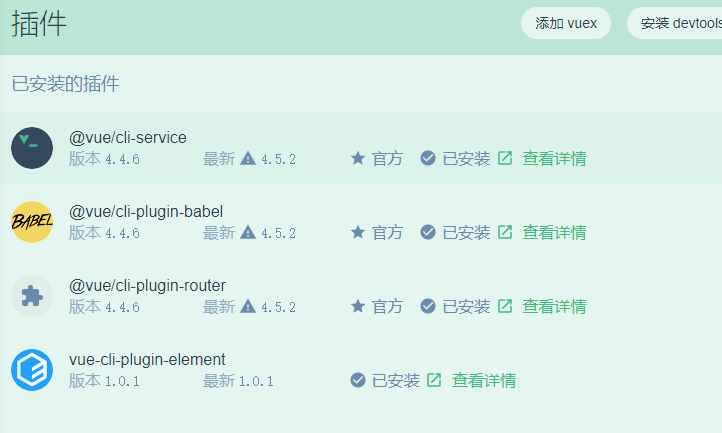 插件
添加 vuex
安装 devtools
已安装的插件
@vue/cli-service
版本 4.4.6 最新 4.5.2 官方 已安装 查看详情
BABEL
@vue/cli-plugin-babel
版本 4.4.6 最新 4.5.2 官方 已安装 查看详情
@vue/cli-plugin-router
版本 4.4.6 最新 4.5.2 官方 已安装 查看详情
vue-cli-plugin-element
版本 1.0.1 最新 1.0.1 已安装 查看详情